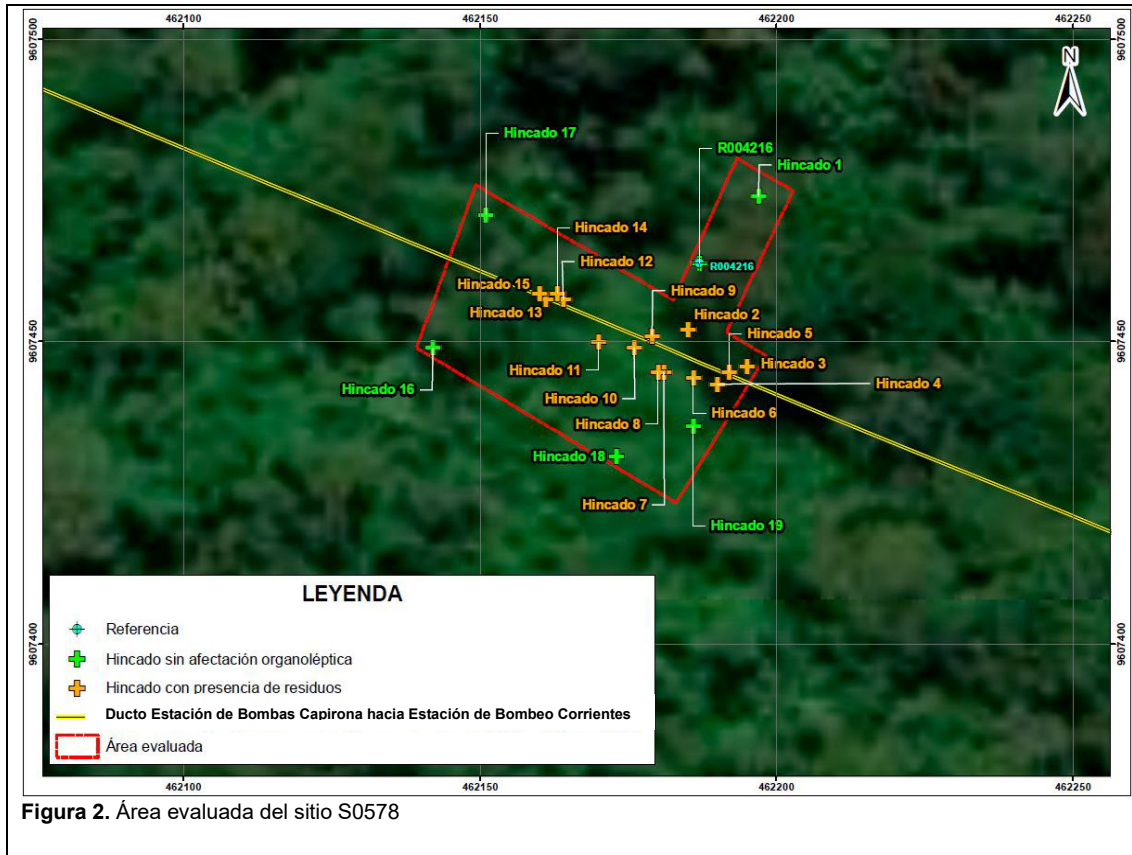 462100 462150 462200 462250
9607500 9607500
N
Hincado 17
R004216
Hincado 1
Hincado 14
Hincado 12
R004216
Hincado 15
Hincado 9
Hincado 13
Hincado 2
Hincado 5
9607450 9607450
Hincado 3
Hincado 11
Hincado 4
Hincado 16
Hincado 10
Hincado 6
Hincado 8
Hincado 18
Hincado 7
Hincado 19
LEYENDA
Referencia
Hincado sin afectación organoléptica
Hincado con presencia de residuos
Ducto Estación de Bombas Capirona hacia Estación de Bombeo Corrientes
Área evaluada
9607400 9607400
462100 462150 462200 462250
Figura 2. Área evaluada del sitio S0578